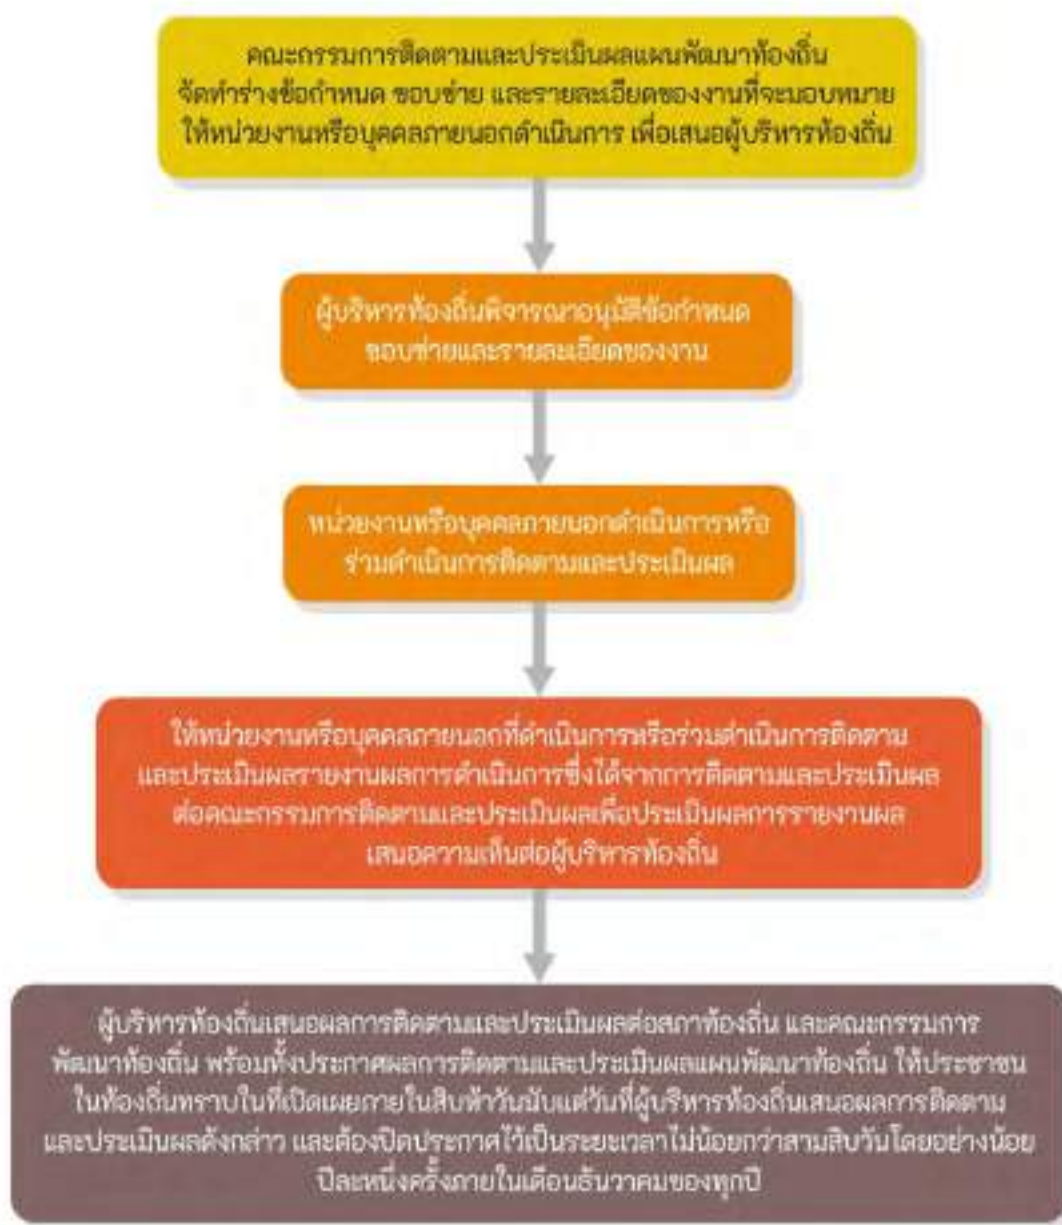 คณะกรรมการติดตามและประเมินผลแผนพัฒนาท้องถิ่น
จัดทำร่างข้อกำหนด ขอบข่าย และรายละเอียดของงานที่จะมอบหมาย
ให้หน่วยงานหรือบุคคลภายนอกดำเนินการ เพื่อเสนอผู้บริหารท้องถิ่น
ผู้บริหารท้องถิ่นพิจารณาอนุมัติข้อกำหนด
ขอบข่ายและรายละเอียดของงาน
หน่วยงานหรือบุคคลภายนอกดำเนินการหรือ
ร่วมดำเนินการติดตามและประเมินผล
ให้หน่วยงานหรือบุคคลภายนอกที่ดำเนินการหรือร่วมดำเนินการติดตาม
และประเมินผลรายงานผลการดำเนินการซึ่งได้จากการติดตามและประเมินผล
ต่อคณะกรรมการติดตามและประเมินผลเพื่อประเมินผลการรายงานผล
เสนอความเห็นต่อผู้บริหารท้องถิ่น
ผู้บริหารท้องถิ่นเสนอผลการติดตามและประเมินผลต่อสภาท้องถิ่น และคณะกรรมการ
พัฒนาท้องถิ่น พร้อมทั้งประกาศผลการติดตามและประเมินผลแผนพัฒนาท้องถิ่น ให้ประชาชน
ในท้องถิ่นทราบในที่เปิดเผยภายในสิบห้าวันนับแต่วันที่ผู้บริหารท้องถิ่นเสนอผลการติดตาม
และประเมินผลดังกล่าว และต้องปิดประกาศไว้เป็นระยะเวลาไม่น้อยกว่าสามสิบวันโดยอย่างน้อย
ปีละหนึ่งครั้งภายในเดือนธันวาคมของทุกปี